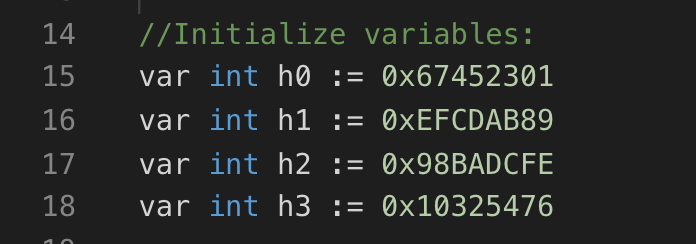 14 //Initialize variables:
15 var int h0 := 0x67452301
16 var int h1 := 0xEFCDAB89
17 var int h2 := 0x98BADCFE
18 var int h3 := 0x10325476